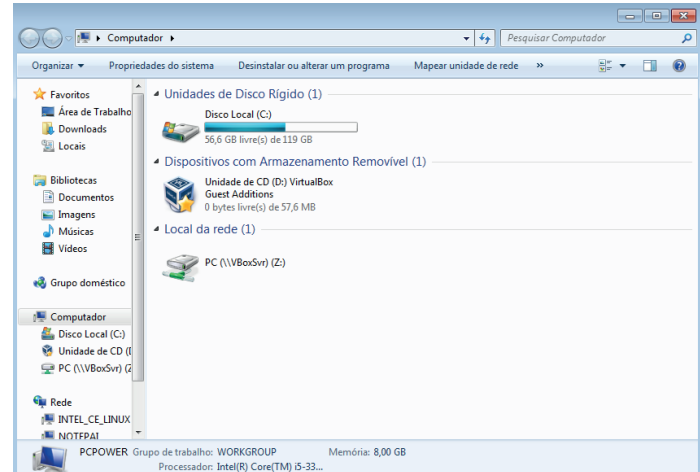 Computador
Pesquisar Computador
Organizar
Propriedades do sistema
Desinstalar ou alterar um programa
Mapear unidade de rede
»
Favoritos
Área de Trabalho
Downloads
Locais
Bibliotecas
Documentos
Imagens
Músicas
Vídeos
Grupo doméstico
Computador
Disco Local (C:)
Unidade de CD (D
PC (\\VBoxSvr) (Z
Rede
INTEL_CE_LINUX
NOTEPAI
Unidades de Disco Rígido (1)
Disco Local (C:)
56,6 GB livre(s) de 119 GB
Dispositivos com Armazenamento Removível (1)
Unidade de CD (D:) VirtualBox
Guest Additions
0 bytes livre(s) de 57,6 MB
Local da rede (1)
PC (\\VBoxSvr) (Z:)
PCPOWER Grupo de trabalho: WORKGROUP Memória: 8,00 GB
Processador: Intel(R) Core(TM) i5-33...